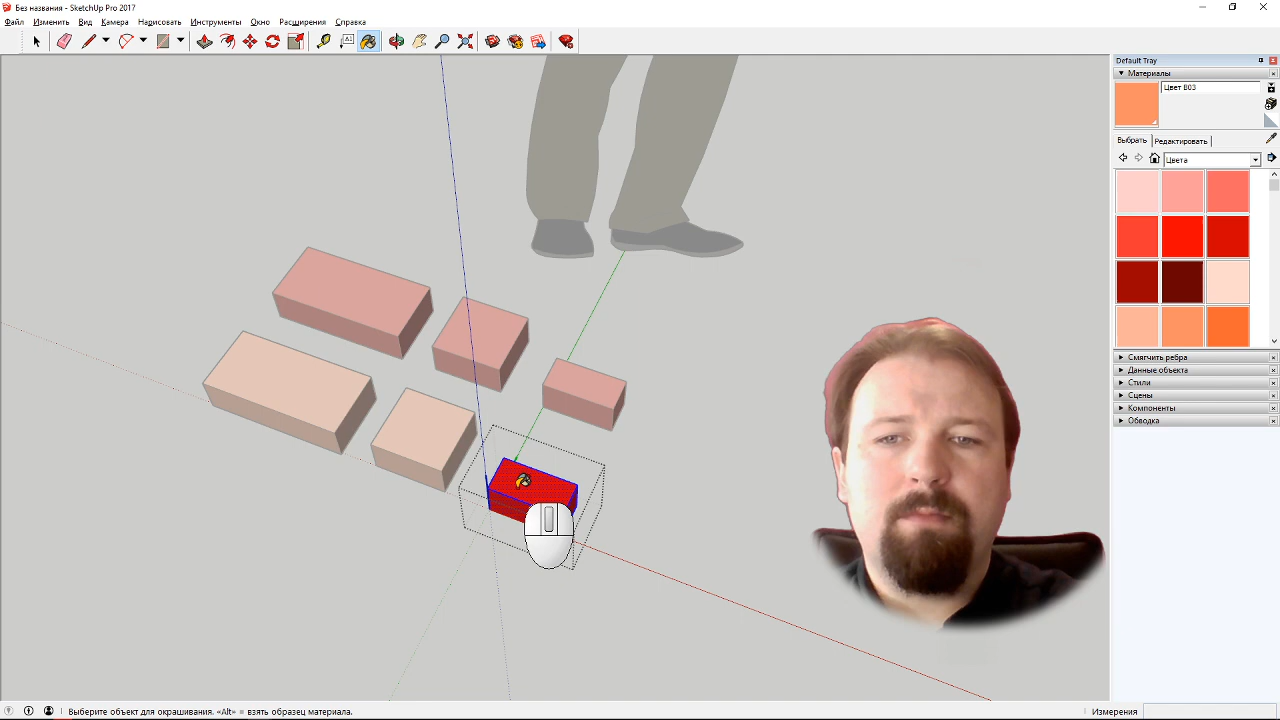 Без названия - SketchUp Pro 2017
Файл Изменить Вид Камера Нарисовать Инструменты Окно Расширения Справка
A1
Default Tray
Материалы
Цвет B03
Выбрать Редактировать
Цвета
Смягчить ребра
Данные объекта
Стили
Сцены
Компоненты
Обводка
Выберите объект для окрашивания. «Alt» = взять образец материала.
Измерения